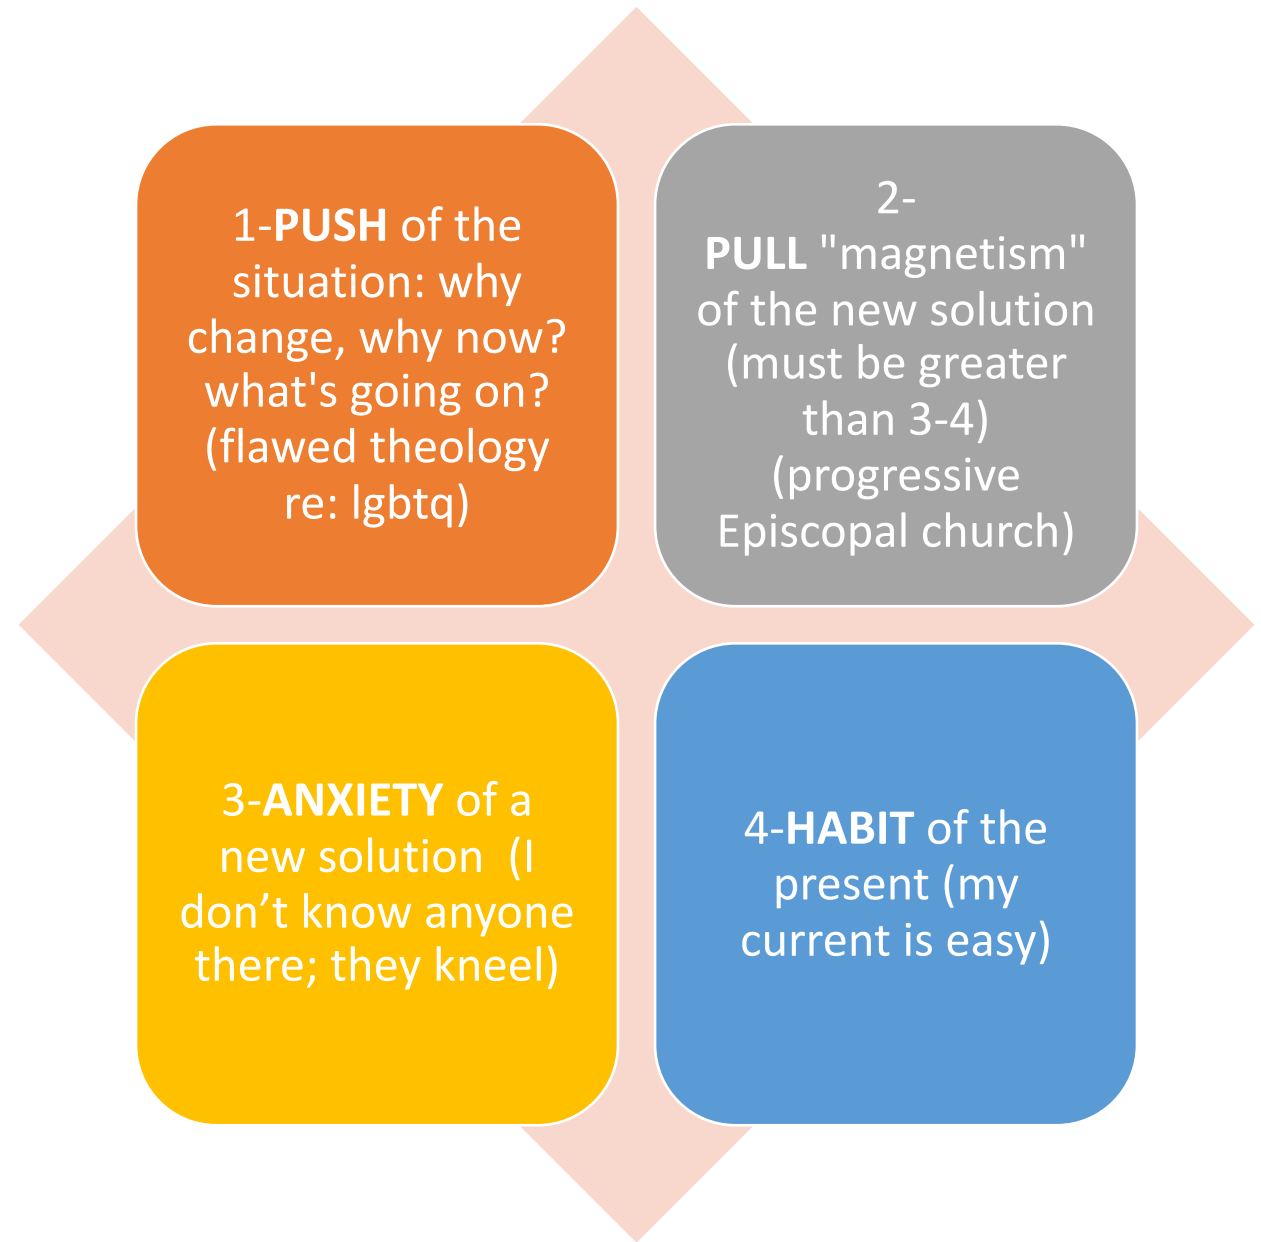 1-PUSH of the
situation: why
change, why now?
what's going on?
(flawed theology
re: lgbtq)
2-
PULL "magnetism"
of the new solution
(must be greater
than 3-4)
(progressive
Episcopal church)
3-ANXIETY of a
new solution  (I
don’t know anyone
there; they kneel)
4-HABIT of the
present (my
current is easy)